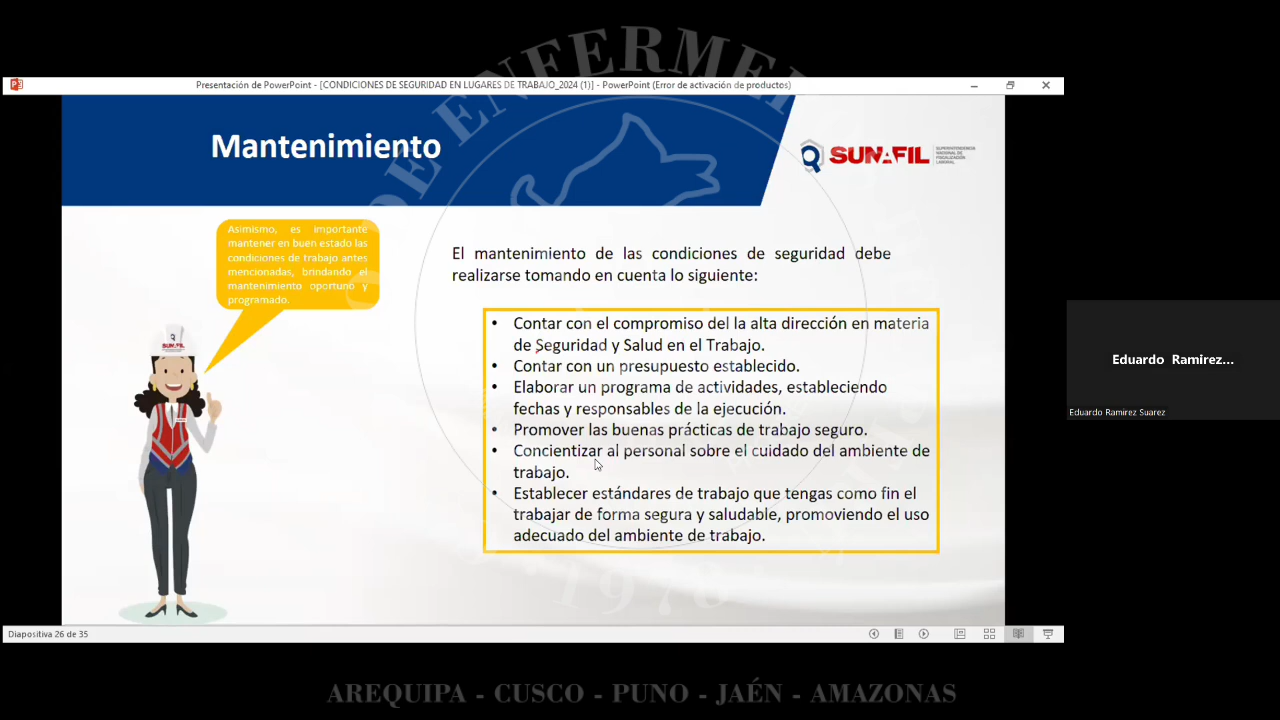 DE ENFERMER
Presentación de PowerPoint - [CONDICIONES DE SEGURIDAD EN LUGARES DE TRABAJO_2024 (1)] - PowerPoint (Error de activación de productos)
Mantenimiento
SUNAFIL
SUPERINTENDENCIA
NACIONAL DE
FISCALIZACIÓN
LABORAL
Asimismo, es importante
mantener en buen estado las
condiciones de trabajo antes
mencionadas, brindando el
mantenimiento oportuno y
programado.
El mantenimiento de las condiciones de seguridad debe
realizarse tomando en cuenta lo siguiente:
• Contar con el compromiso del la alta dirección en materia
de Seguridad y Salud en el Trabajo.
• Contar con un presupuesto establecido.
• Elaborar un programa de actividades, estableciendo
fechas y responsables de la ejecución.
• Promover las buenas prácticas de trabajo seguro.
• Concientizar al personal sobre el cuidado del ambiente de
trabajo.
• Establecer estándares de trabajo que tengas como fin el
trabajar de forma segura y saludable, promoviendo el uso
adecuado del ambiente de trabajo.
SUNAFIL
Eduardo Ramirez...
Eduardo Ramirez Suarez
1978
Diapositiva 26 de 35
AREQUIPA - CUSCO - PUNO - JAÉN - AMAZONAS